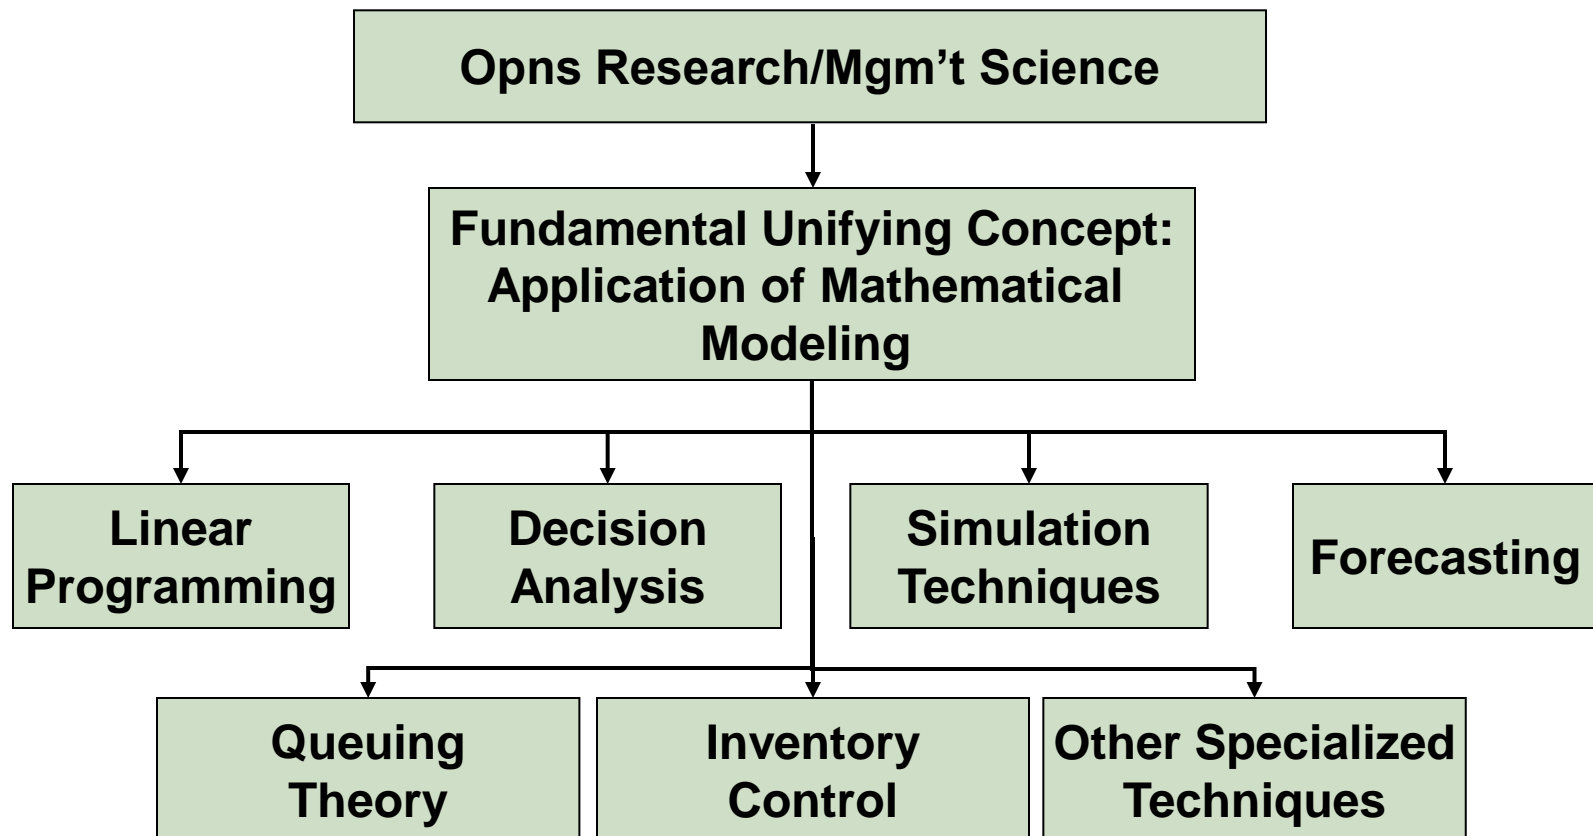 Opns Research/Mgm’t Science
Fundamental Unifying Concept:
Application of Mathematical
Modeling
Linear
Programming
Decision
Analysis
Simulation
Techniques
Forecasting
Queuing
Theory
Inventory
Control
Other Specialized
Techniques